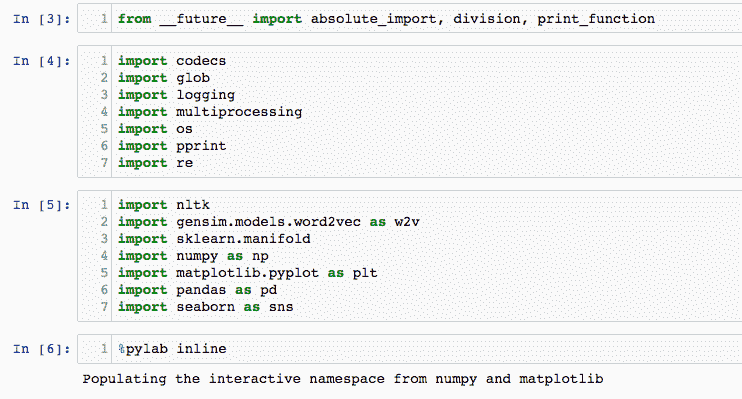 In [3]: 1 from __future__ import absolute_import, division, print_function
In [4]: 1 import codecs
2 import glob
3 import logging
4 import multiprocessing
5 import os
6 import pprint
7 import re
In [5]: 1 import nltk
2 import gensim.models.word2vec as w2v
3 import sklearn.manifold
4 import numpy as np
5 import matplotlib.pyplot as plt
6 import pandas as pd
7 import seaborn as sns
In [6]: 1 %pylab inline
Populating the interactive namespace from numpy and matplotlib